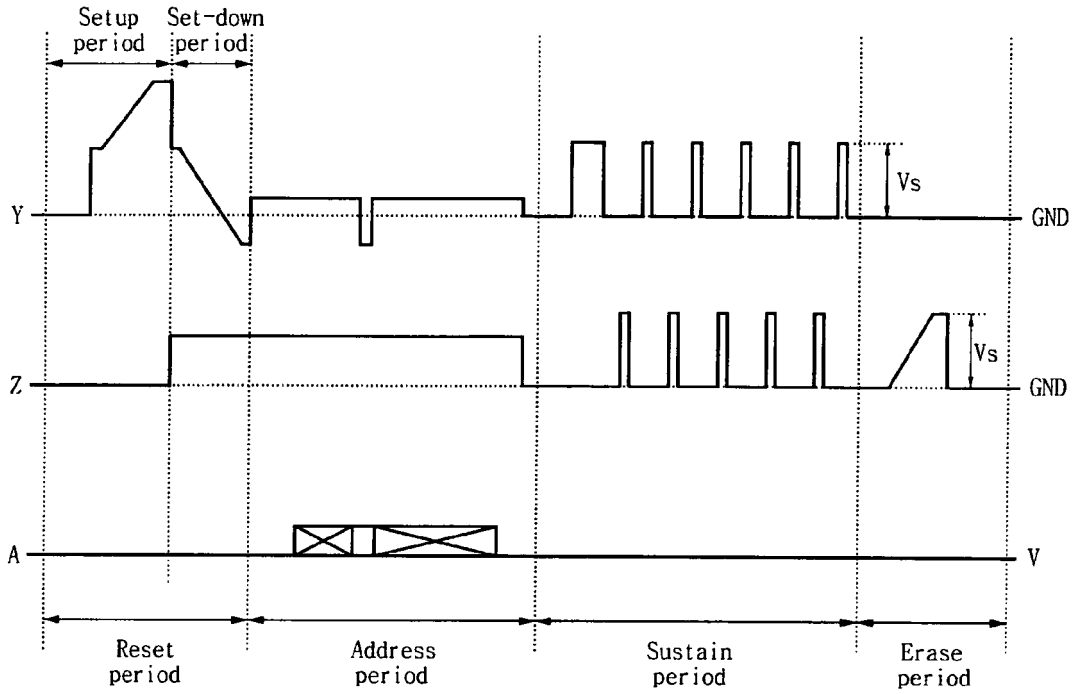 Setup period
Set-down period
Y
Vs
GND
Z
Vs
GND
A
V
Reset period
Address period
Sustain period
Erase period